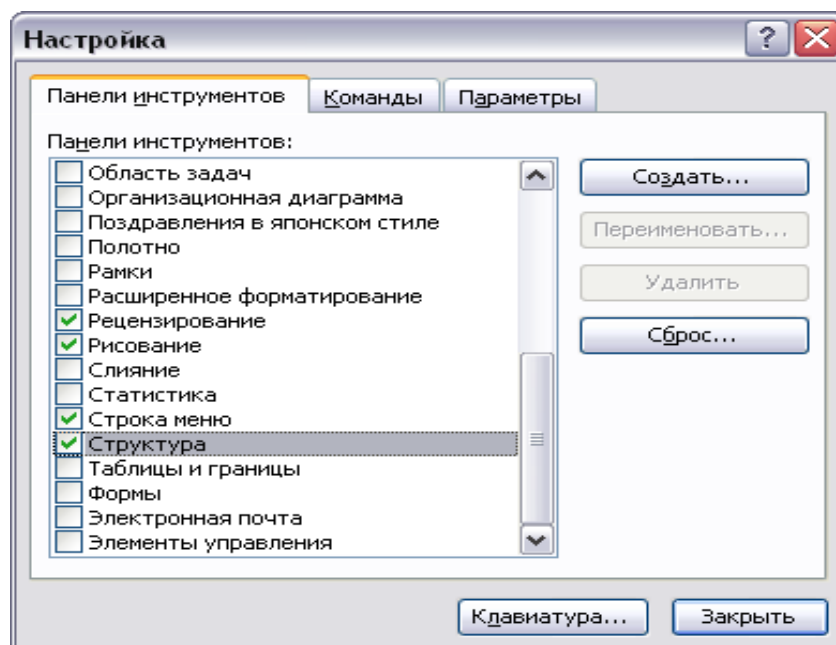 Настройка
Панели инструментов
Команды
Параметры
Панели инструментов:
Область задач
Организационная диаграмма
Поздравления в японском стиле
Полотно
Рамки
Расширенное форматирование
Рецензирование
Рисование
Слияние
Статистика
Строка меню
Структура
Таблицы и границы
Формы
Электронная почта
Элементы управления
Создать...
Переименовать...
Удалить
Сброс...
Клавиатура...
Закрыть